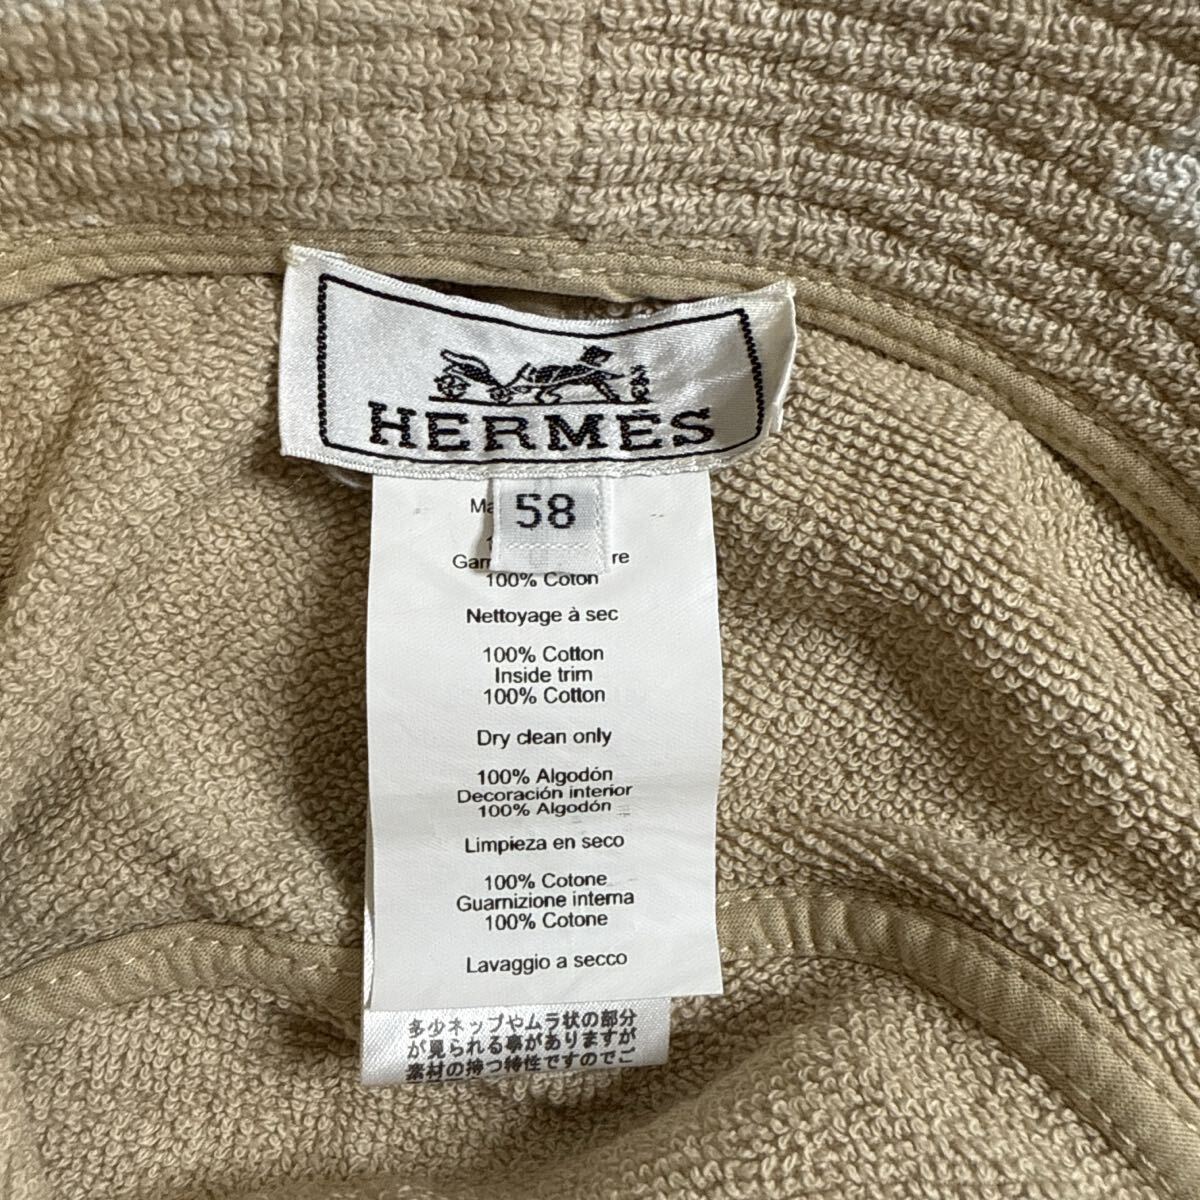 HERMES
58
100% Coton
Nettoyage à sec
100% Cotton
Inside trim
100% Cotton
Dry clean only
100% Algodón
Decoración interior
100% Algodón
Limpieza en seco
100% Cotone
Guarnizione interna
100% Cotone
Lavaggio a secco
多少ネップやムラ状の部分
が見られる事がありますが
素材の持つ特性ですのでご